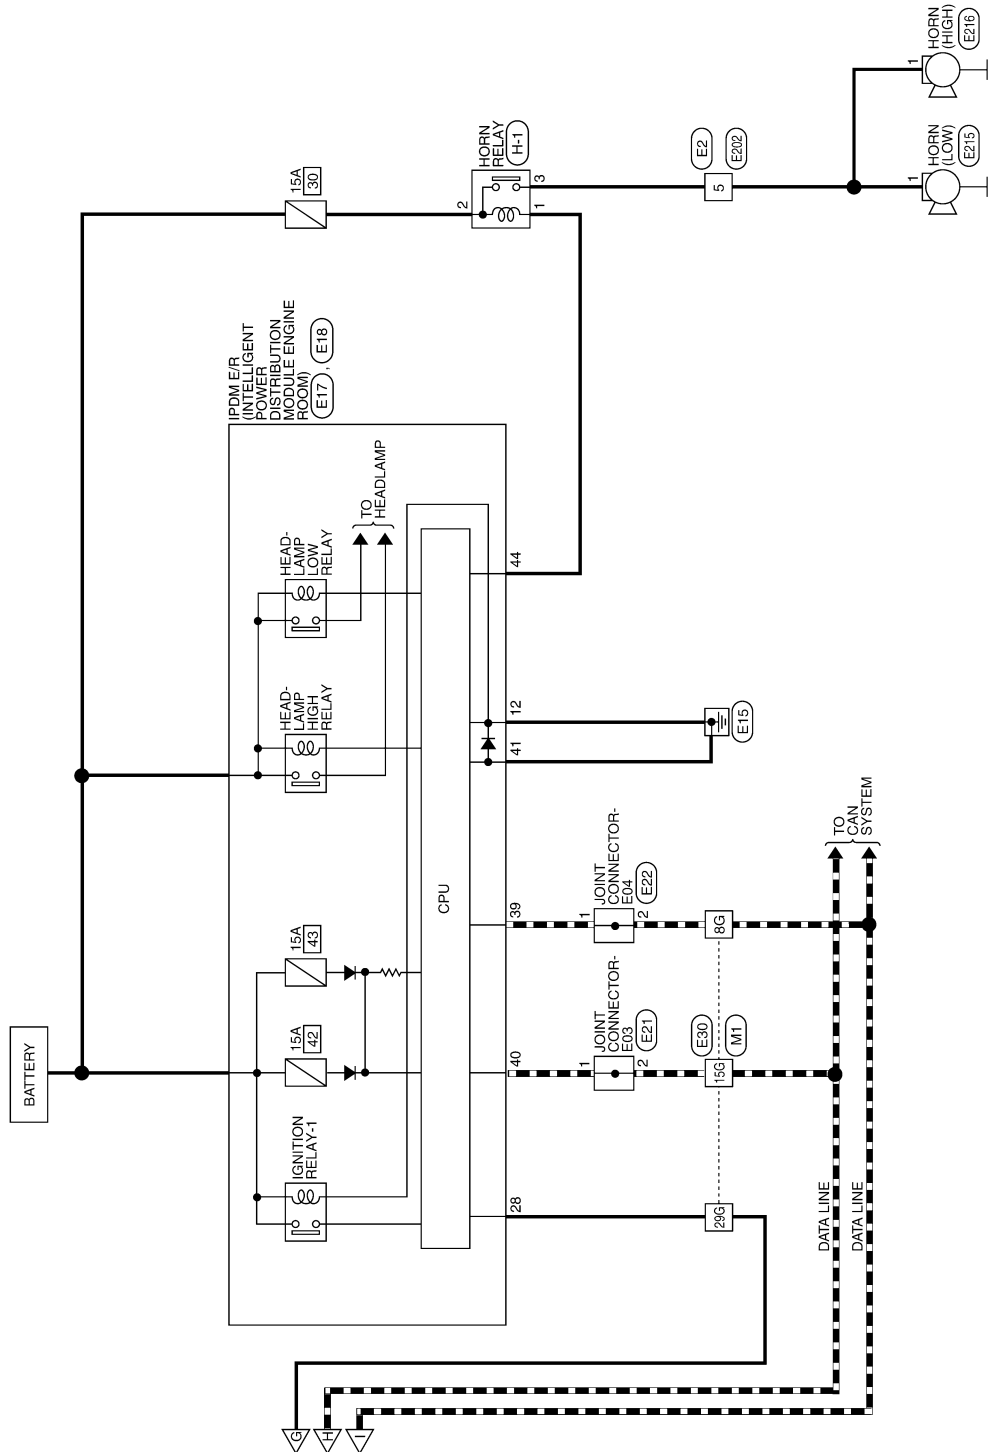 BATTERY
15A
30
HORN
RELAY
H-1
2
3
1
E2
E202
5
HORN
(HIGH)
E216
1
HORN
(LOW)
E215
1
IPDM E/R
(INTELLIGENT
POWER
DISTRIBUTION
MODULE ENGINE
ROOM)
E17 , E18
IGNITION
RELAY-1
15A
42
15A
43
HEAD-
LAMP
HIGH
RELAY
HEAD-
LAMP
LOW
RELAY
TO
HEADLAMP
CPU
28
40
39
41
12
44
JOINT
CONNECTOR-
E03
E21
1
2
JOINT
CONNECTOR-
E04
E22
1
2
E15
29G
15G
8G
E30
M1
TO
CAN
SYSTEM
DATA LINE
DATA LINE
G
H
I